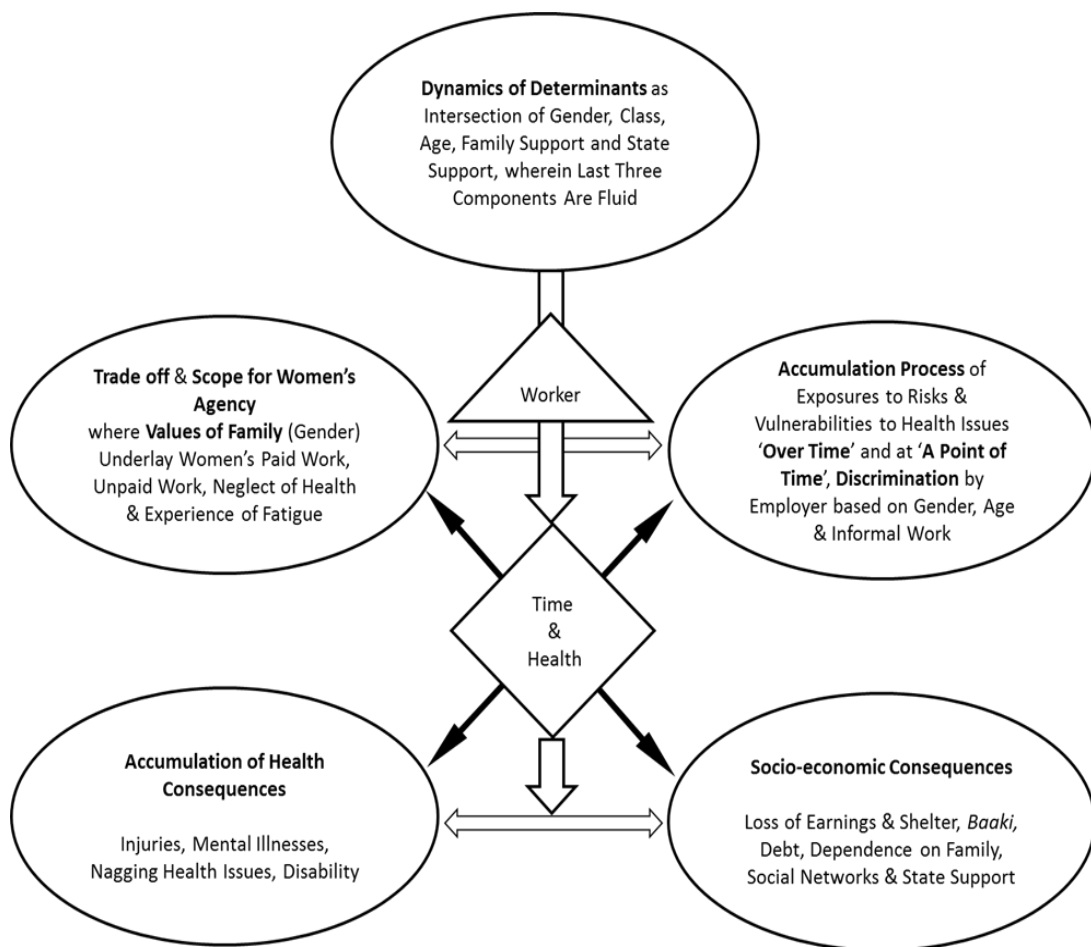 Dynamics of Determinants as
Intersection of Gender, Class,
Age, Family Support and State
Support, wherein Last Three
Components Are Fluid
Worker
Trade off & Scope for Women's
Agency
where Values of Family (Gender)
Underlay Women's Paid Work,
Unpaid Work, Neglect of Health
& Experience of Fatigue
Accumulation Process of
Exposures to Risks &
Vulnerabilities to Health Issues
'Over Time' and at 'A Point of
Time', Discrimination by
Employer based on Gender, Age
& Informal Work
Time
&
Health
Accumulation of Health
Consequences
Injuries, Mental Illnesses,
Nagging Health Issues, Disability
Socio-economic Consequences
Loss of Earnings & Shelter, Baaki,
Debt, Dependence on Family,
Social Networks & State Support